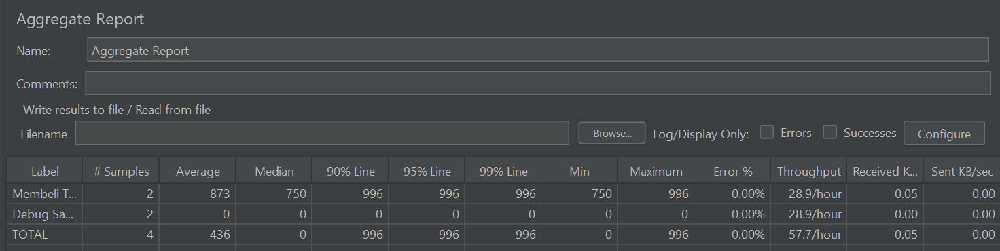 Aggregate Report
Name: Aggregate Report
Comments:
Write results to file / Read from file
Filename Browse... Log/Display Only: Errors Successes Configure
Label # Samples Average Median 90% Line 95% Line 99% Line Min Maximum Error % Throughput Received K... Sent KB/sec
Membeli T... 2 873 750 996 996 996 750 996 0.00% 28.9/hour 0.05 0.00
Debug Sa... 2 0 0 0 0 0 0 0 0.00% 28.9/hour 0.00 0.00
TOTAL 4 436 0 996 996 996 0 996 0.00% 57.7/hour 0.05 0.00